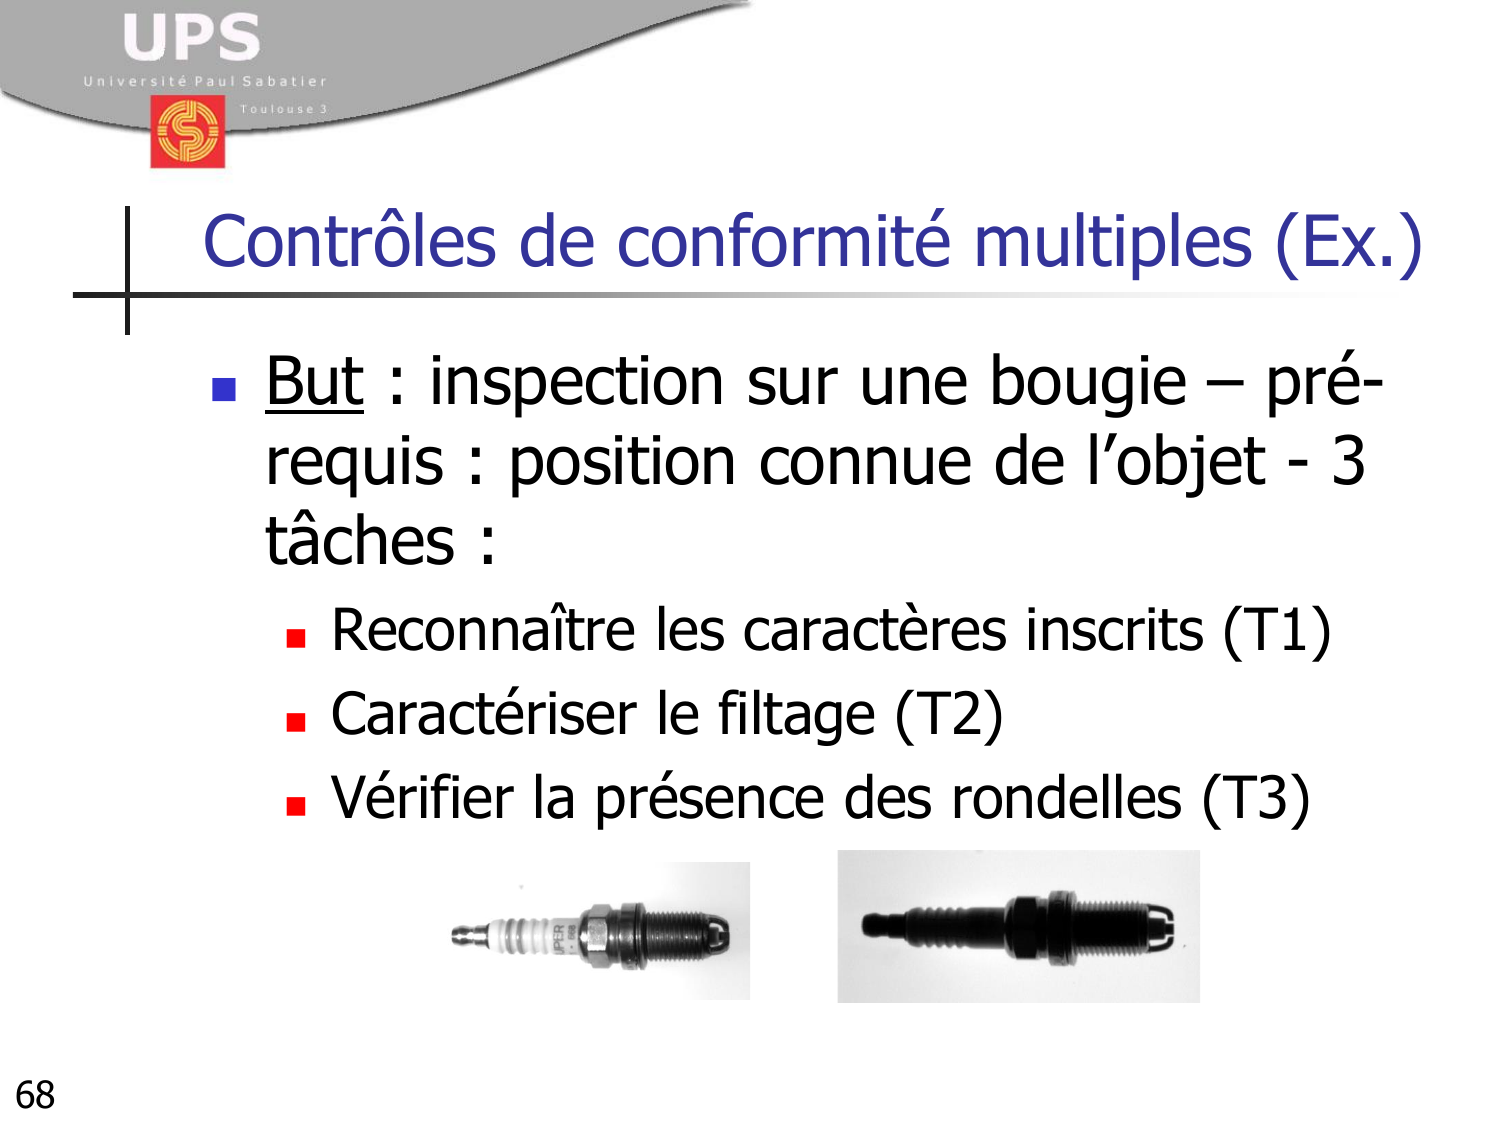 UPS
Université Paul Sabatier
Toulouse 3
Contrôles de conformité multiples (Ex.)
But : inspection sur une bougie – pré-
requis : position connue de l’objet - 3
tâches :
Reconnaître les caractères inscrits (T1)
Caractériser le filtage (T2)
Vérifier la présence des rondelles (T3)
68